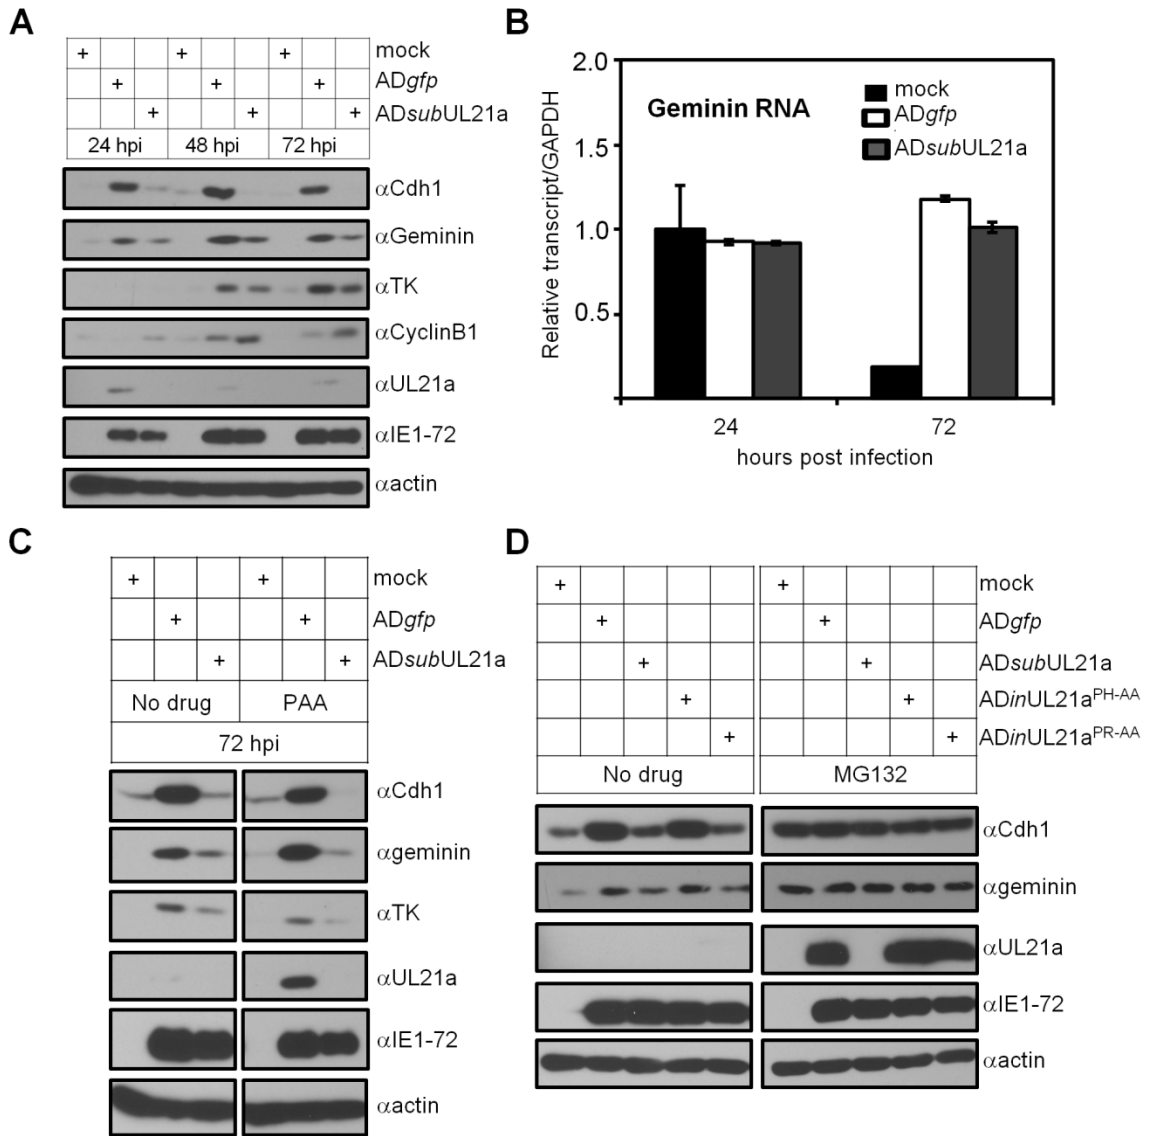 A
+ + + mock
+ + + ADgfp
+ + + ADsubUL21a
24 hpi 48 hpi 72 hpi
αCdh1
αGeminin
αTK
αCyclinB1
αUL21a
αIE1-72
αactin
B
2.0
1.5
1.0
0.5
Relative transcript/GAPDH
Geminin RNA
mock
ADgfp
ADsubUL21a
24 72
hours post infection
C
+ + mock
+ + ADgfp
+ + ADsubUL21a
No drug PAA
72 hpi
αCdh1
αgeminin
αTK
αUL21a
αIE1-72
αactin
D
+ + mock
+ + ADgfp
+ + ADsubUL21a
+ + ADinUL21aPH-AA
+ + ADinUL21aPR-AA
No drug MG132
αCdh1
αgeminin
αUL21a
αIE1-72
αactin